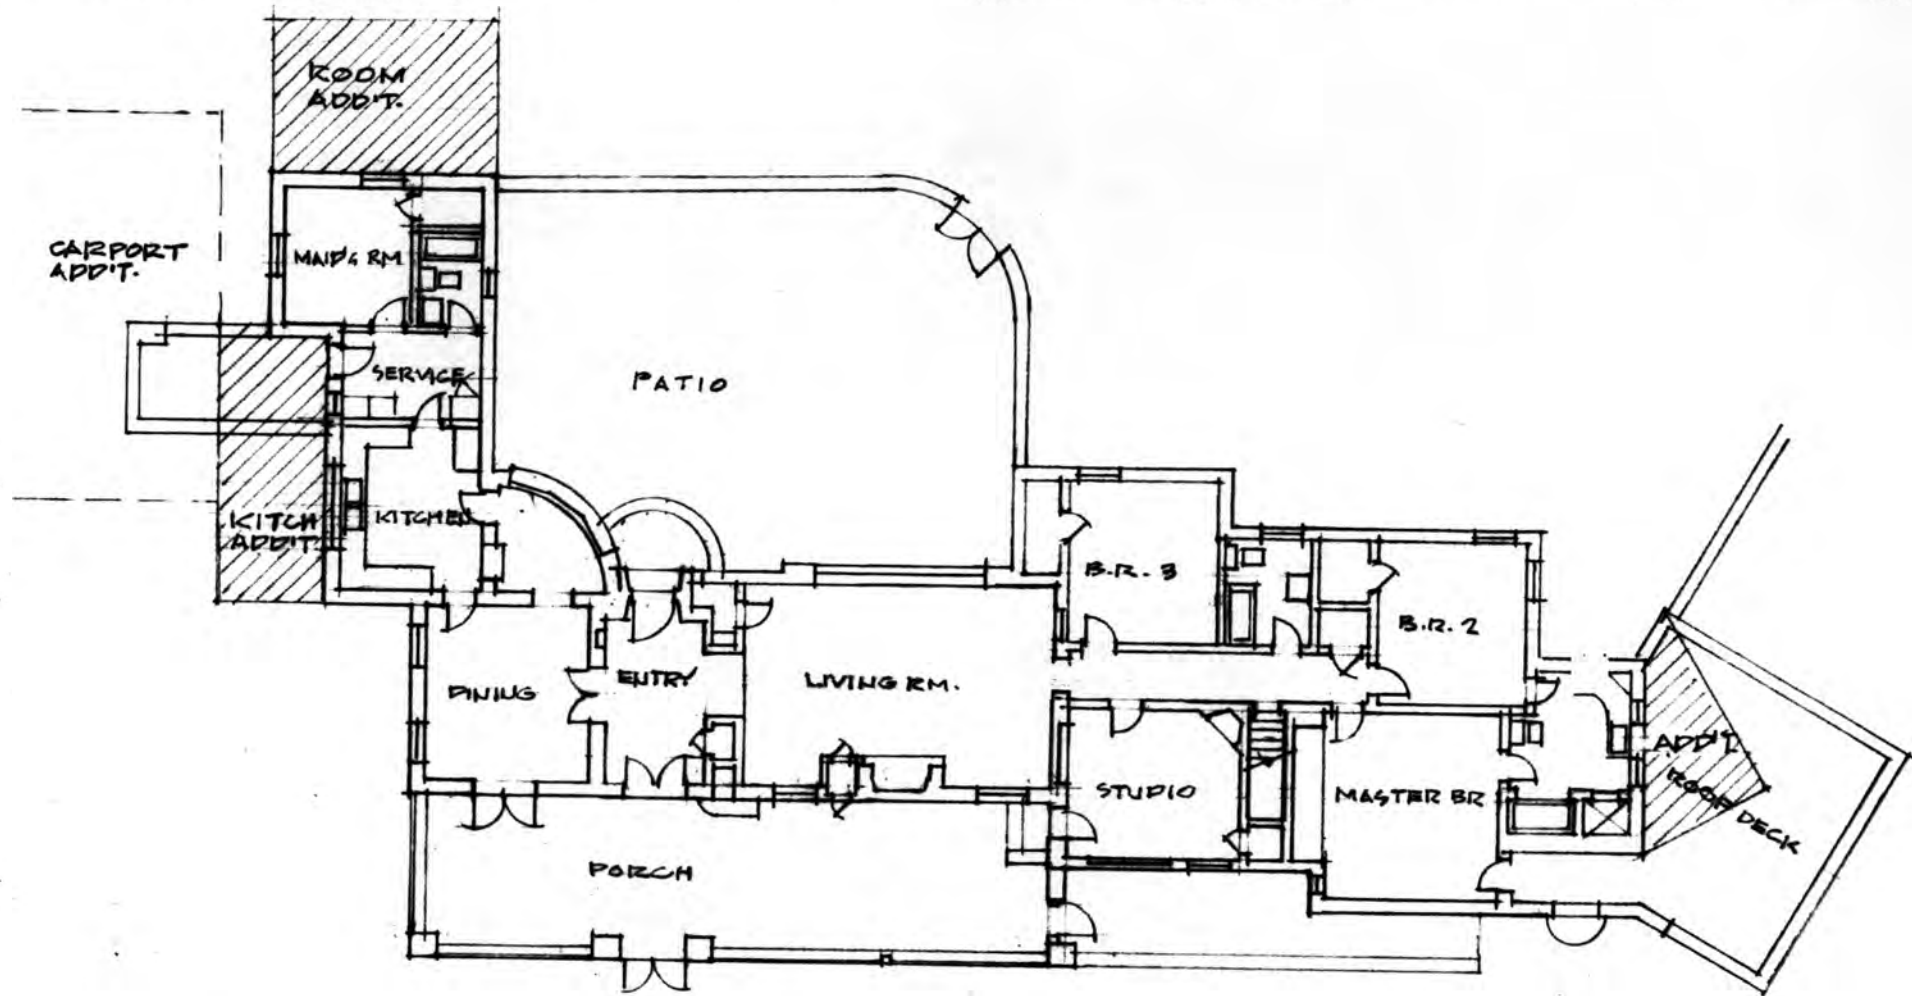 ROOM
ADD'T.
CARPORT
ADD'T.
MAID'S RM
SERVICE
PATIO
KITCHEN
KITCH
ADD'T
B.R. 3
B.R. 2
DINING
ENTRY
LIVING RM.
STUDIO
MASTER BR
ADD'T.
ROOF DECK
PORCH